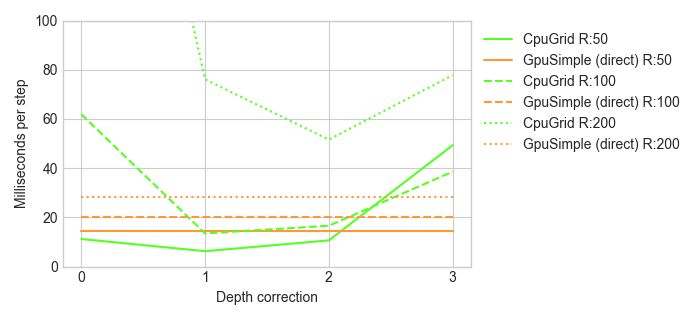 100
80
60
40
20
0
Milliseconds per step
0 1 2 3
Depth correction
CpuGrid R:50
GpuSimple (direct) R:50
CpuGrid R:100
GpuSimple (direct) R:100
CpuGrid R:200
GpuSimple (direct) R:200